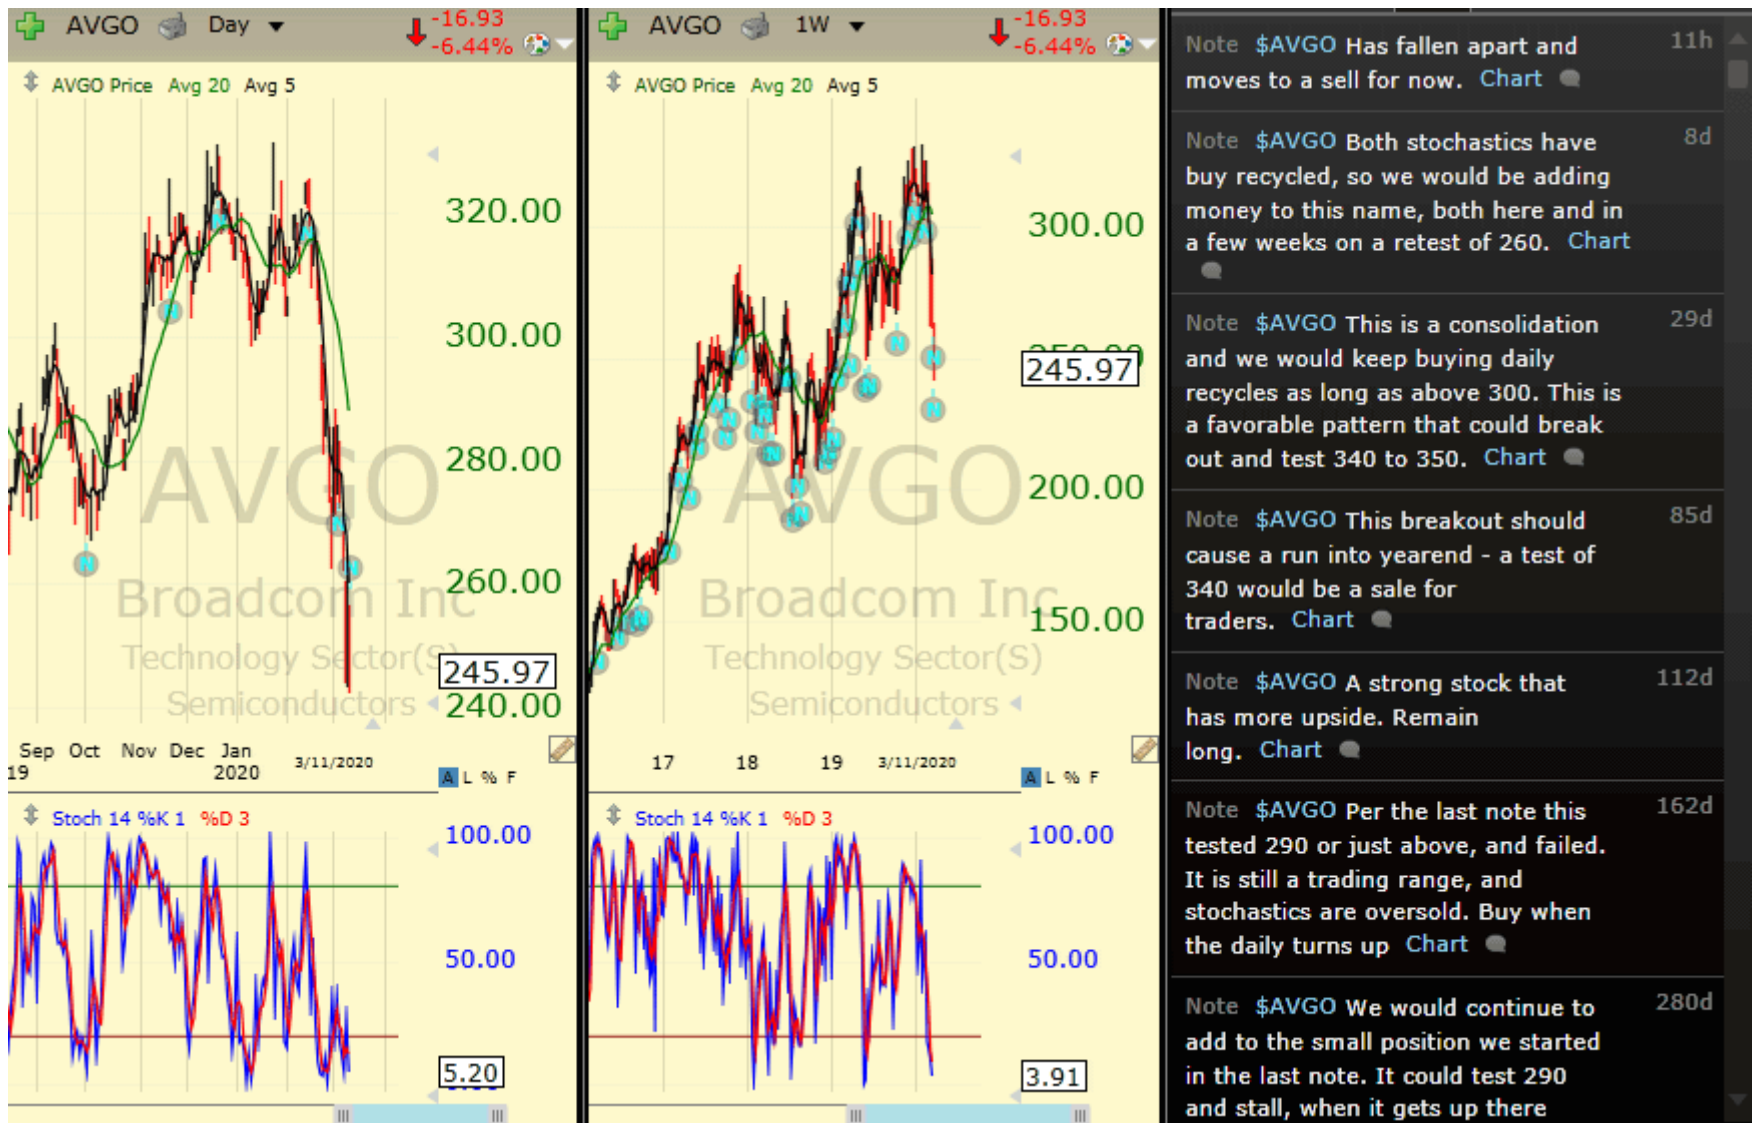 AVGO Day
-16.93
-6.44%
AVGO Price Avg 20 Avg 5
320.00
300.00
280.00
260.00
245.97
240.00
AVGO
Broadcom Inc
Technology Sector(S)
Semiconductors
Sep Oct Nov Dec Jan
19 2020 3/11/2020
A L % F
Stoch 14 %K 1 %D 3
100.00
50.00
5.20
AVGO 1W
-16.93
-6.44%
AVGO Price Avg 20 Avg 5
300.00
245.97
200.00
150.00
AVGO
Broadcom Inc
Technology Sector(S)
Semiconductors
17 18 19 3/11/2020
A L % F
Stoch 14 %K 1 %D 3
100.00
50.00
3.91
Note $AVGO Has fallen apart and 11h
moves to a sell for now. Chart
Note $AVGO Both stochastics have 8d
buy recycled, so we would be adding
money to this name, both here and in
a few weeks on a retest of 260. Chart
Note $AVGO This is a consolidation 29d
and we would keep buying daily
recycles as long as above 300. This is
a favorable pattern that could break
out and test 340 to 350. Chart
Note $AVGO This breakout should 85d
cause a run into yearend - a test of
340 would be a sale for
traders. Chart
Note $AVGO A strong stock that 112d
has more upside. Remain
long. Chart
Note $AVGO Per the last note this 162d
tested 290 or just above, and failed.
It is still a trading range, and
stochastics are oversold. Buy when
the daily turns up Chart
Note $AVGO We would continue to 280d
add to the small position we started
in the last note. It could test 290
and stall, when it gets up there